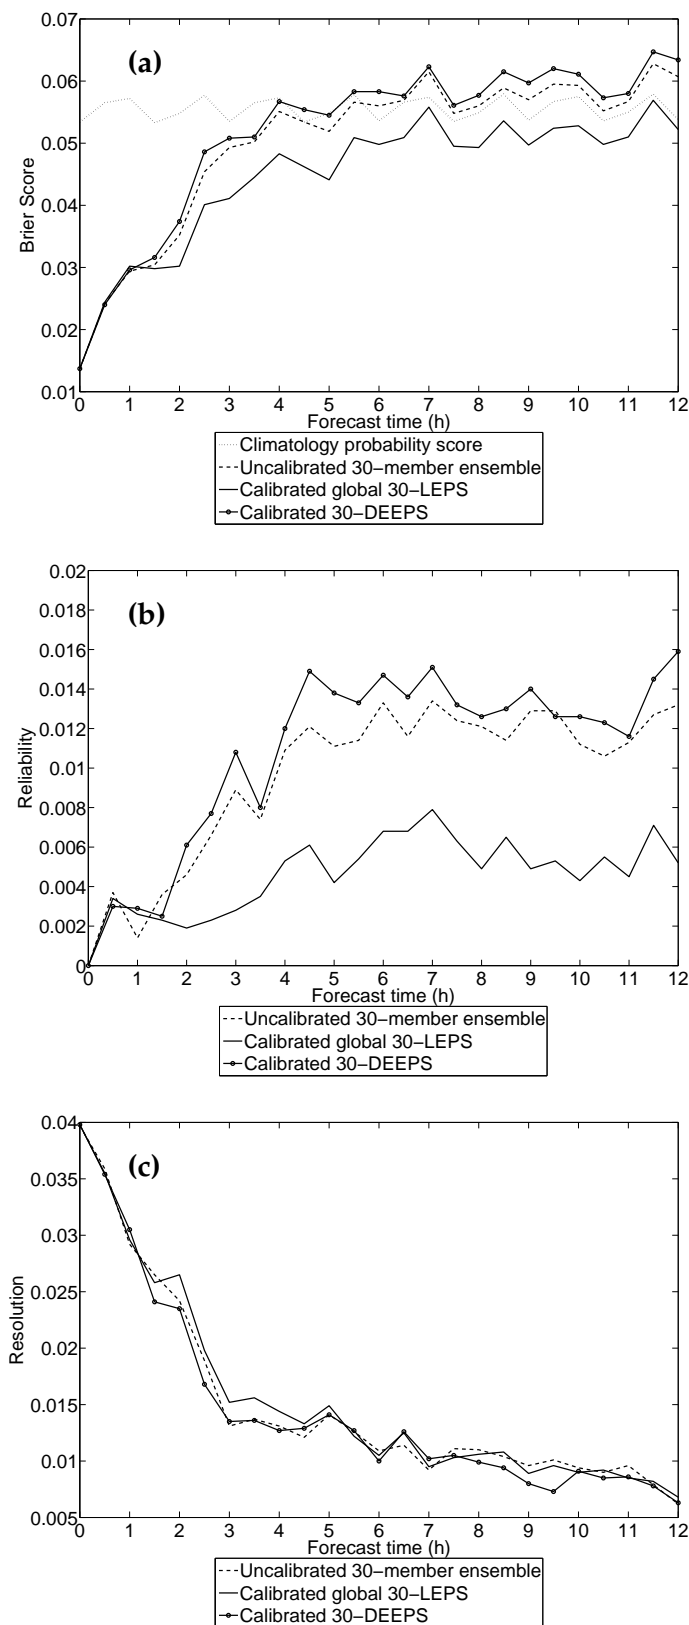 0.07
(a)
0.06
0.05
0.04
0.03
0.02
0.01
Brier Score
0 1 2 3 4 5 6 7 8 9 10 11 12
Forecast time (h)
Climatology probability score
Uncalibrated 30−member ensemble
Calibrated global 30−LEPS
Calibrated 30−DEEPS
0.02
(b)
0.018
0.016
0.014
0.012
0.01
0.008
0.006
0.004
0.002
0
Reliability
0 1 2 3 4 5 6 7 8 9 10 11 12
Forecast time (h)
Uncalibrated 30−member ensemble
Calibrated global 30−LEPS
Calibrated 30−DEEPS
0.04
(c)
0.035
0.03
0.025
0.02
0.015
0.01
0.005
Resolution
0 1 2 3 4 5 6 7 8 9 10 11 12
Forecast time (h)
Uncalibrated 30−member ensemble
Calibrated global 30−LEPS
Calibrated 30−DEEPS